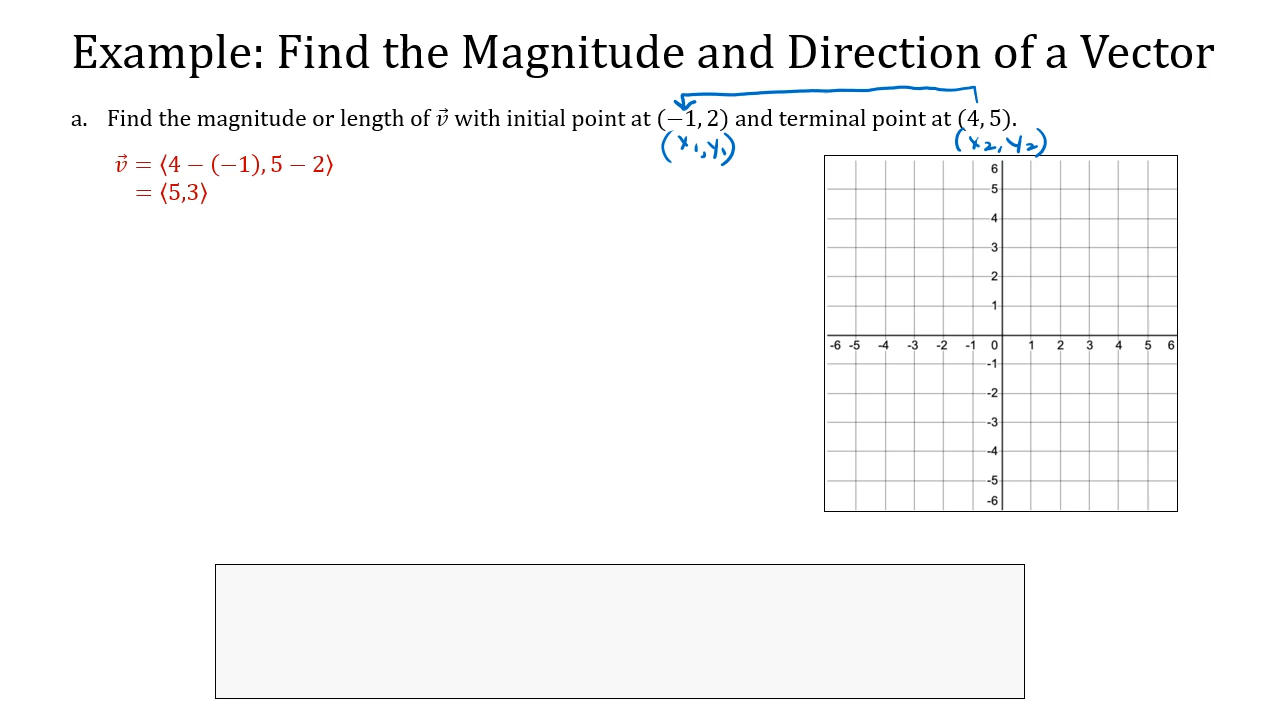 Example: Find the Magnitude and Direction of a Vector
a. Find the magnitude or length of v⃗ with initial point at (−1, 2) and terminal point at (4, 5).
(x₁, y₁) (x₂, y₂)
v⃗ = ⟨4 − (−1), 5 − 2⟩
= ⟨5,3⟩
6
5
4
3
2
1
-6 -5 -4 -3 -2 -1 0 1 2 3 4 5 6
-1
-2
-3
-4
-5
-6